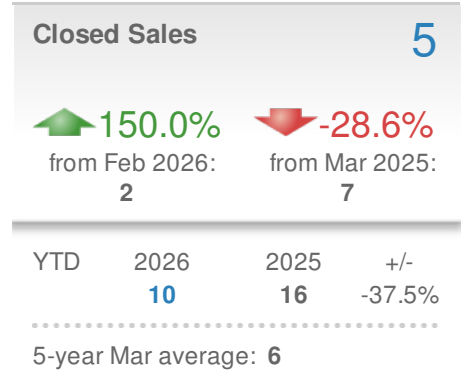 Closed Sales 5
150.0% -28.6%
from Feb 2026: from Mar 2025:
2 7
YTD 2026 2025 +/-
10 16 -37.5%
5-year Mar average: 6